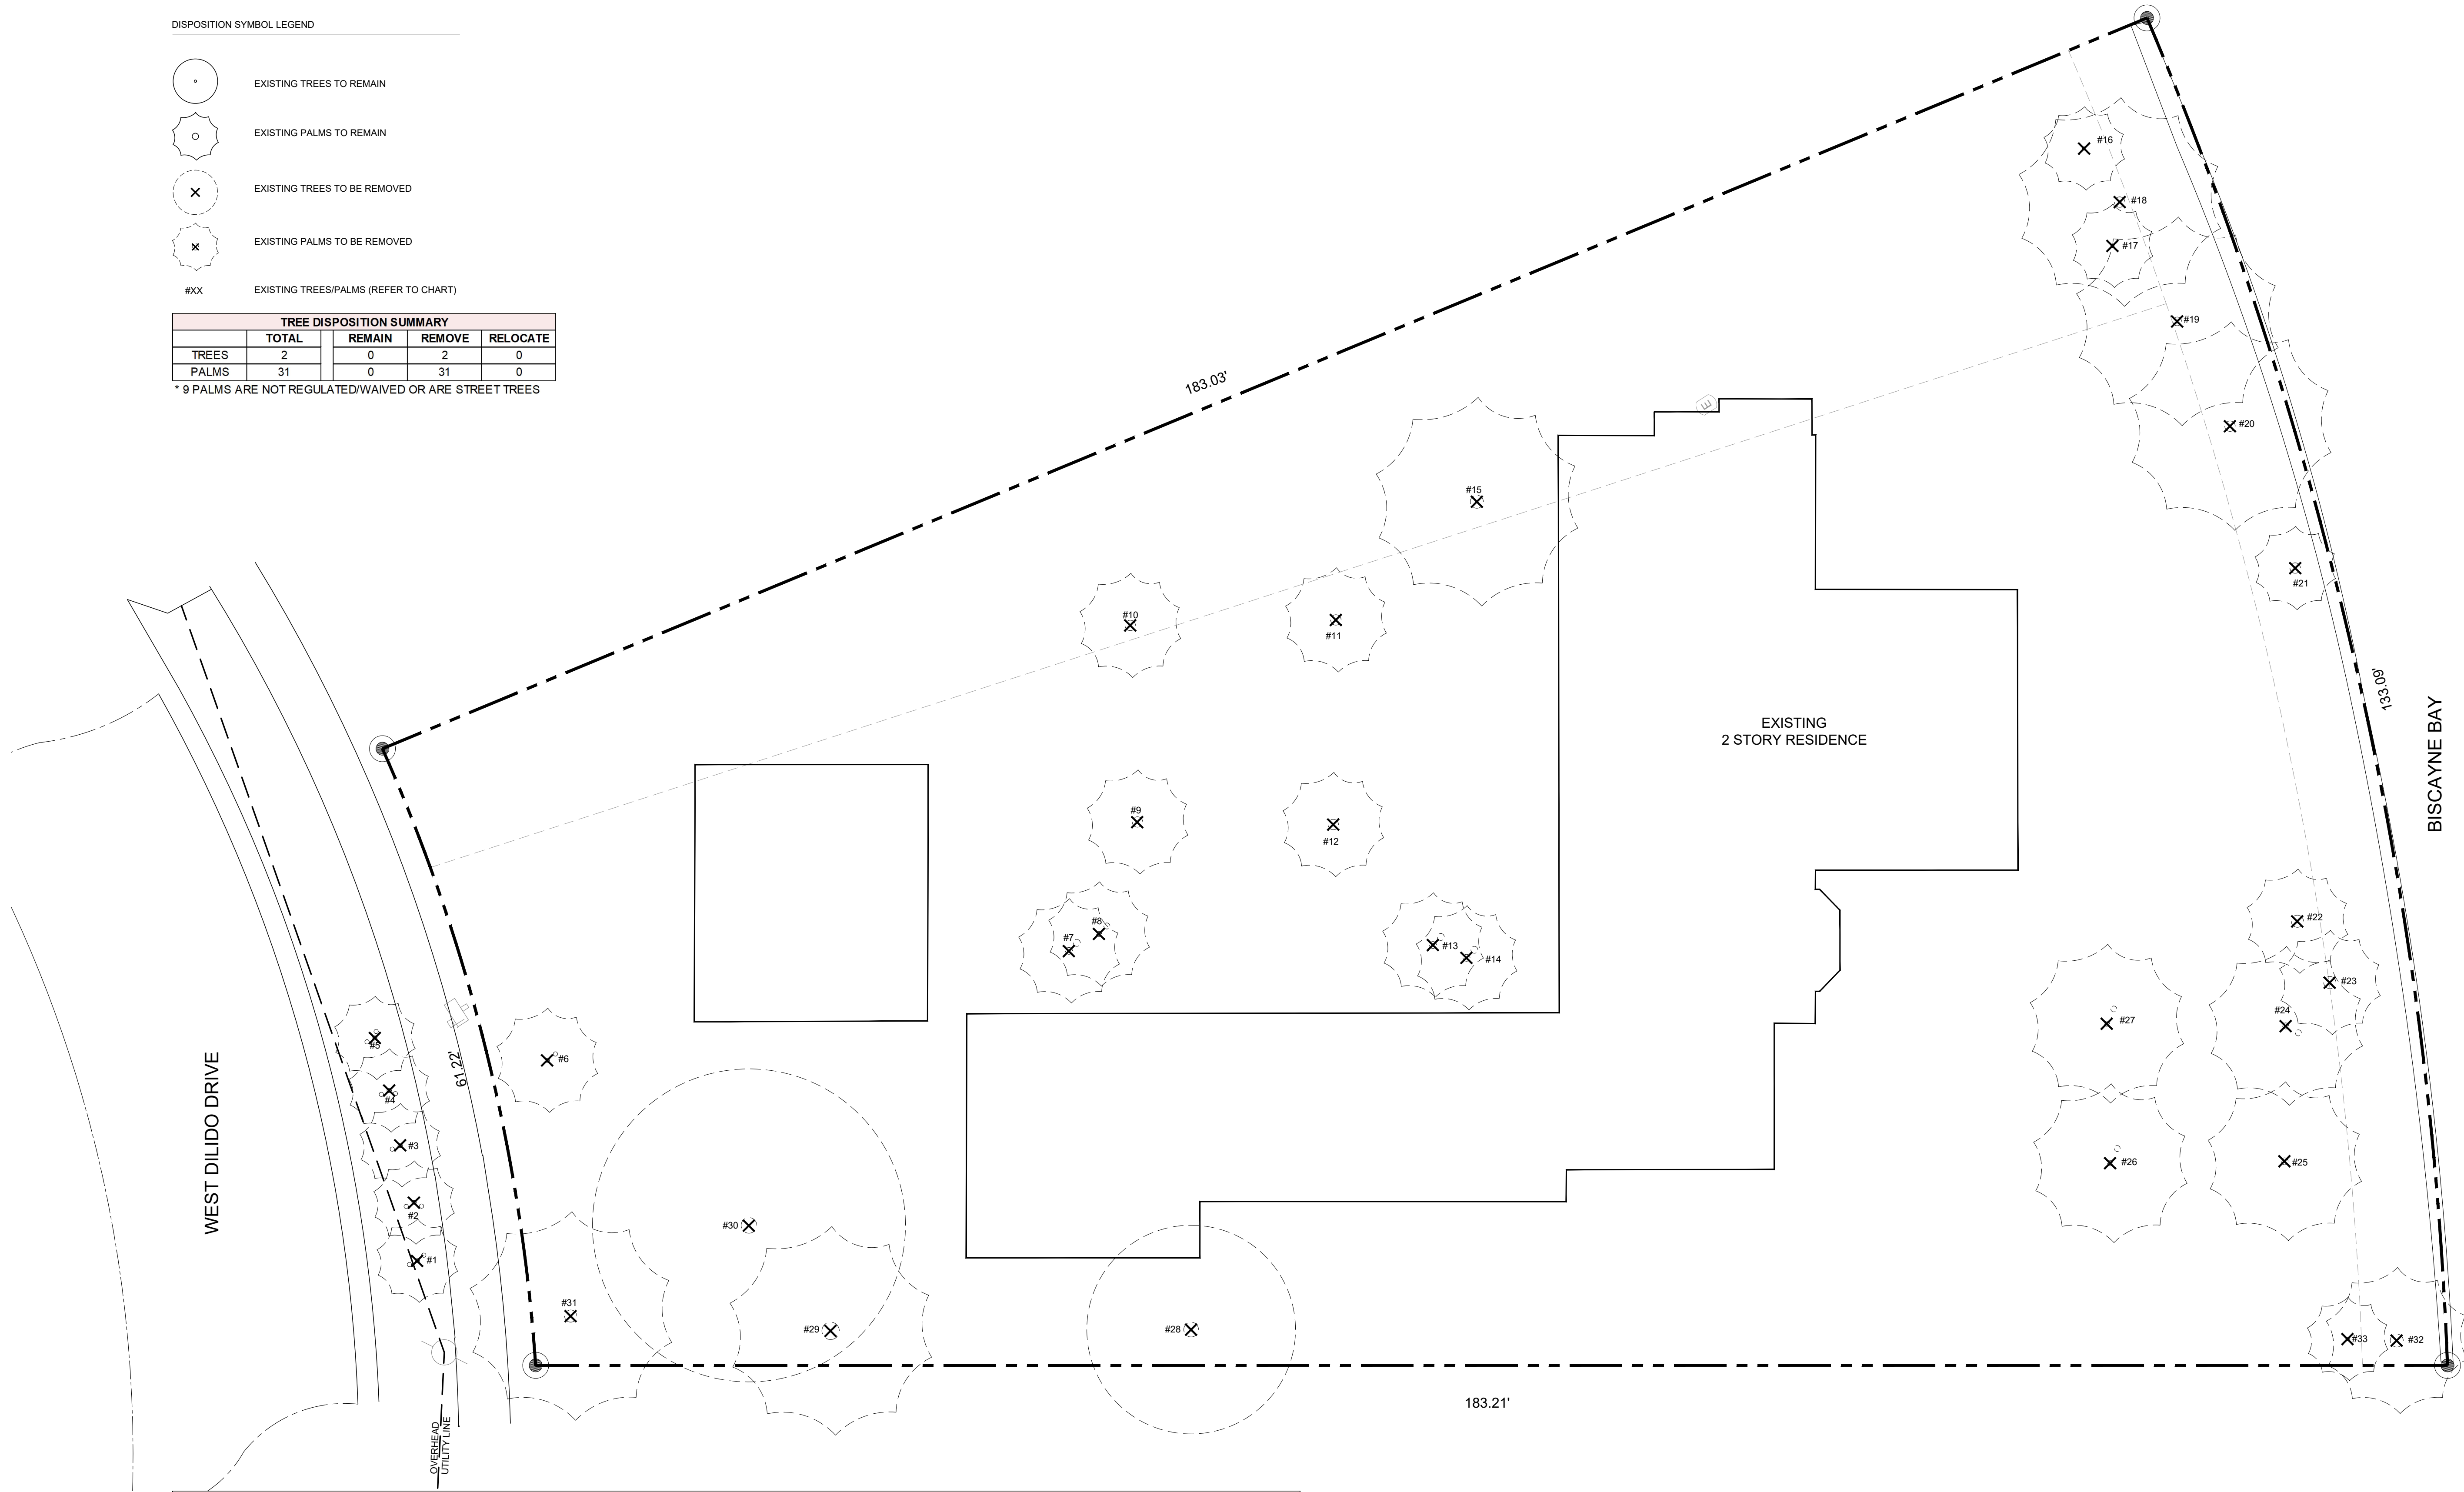 DISPOSITION SYMBOL LEGEND
EXISTING TREES TO REMAIN
EXISTING PALMS TO REMAIN
EXISTING TREES TO BE REMOVED
EXISTING PALMS TO BE REMOVED
#XX EXISTING TREES/PALMS (REFER TO CHART)
TREE DISPOSITION SUMMARY
TOTAL REMAIN REMOVE RELOCATE
TREES 2 0 2 0
PALMS 31 0 31 0
* 9 PALMS ARE NOT REGULATED/WAIVED OR ARE STREET TREES
#16
#18
#17
#19
183.03'
E
#20
#15
#21
#10
#11
133.09'
EXISTING
2 STORY RESIDENCE
BISCAYNE BAY
#9
#12
#8
#7
#13
#14
#22
#23
#24
#27
#5
#6
61.22'
#4
#3
WEST DILIDO DRIVE
#26
#25
#2
#30
#1
#31
#29
#28
#33
#32
183.21'
OVERHEAD
UTILITY LINE